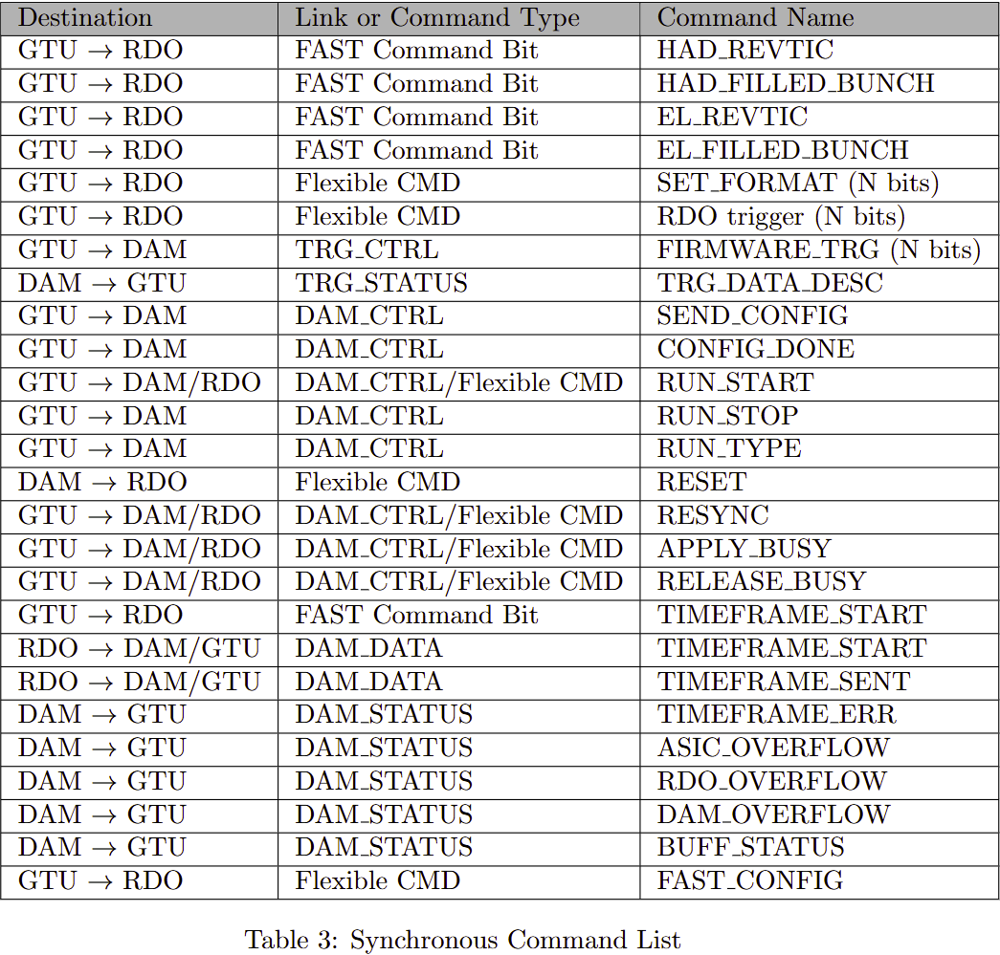 Destination Link or Command Type Command Name
GTU → RDO FAST Command Bit HAD_REVTIC
GTU → RDO FAST Command Bit HAD_FILLED_BUNCH
GTU → RDO FAST Command Bit EL_REVTIC
GTU → RDO FAST Command Bit EL_FILLED_BUNCH
GTU → RDO Flexible CMD SET_FORMAT (N bits)
GTU → RDO Flexible CMD RDO trigger (N bits)
GTU → DAM TRG_CTRL FIRMWARE_TRG (N bits)
DAM → GTU TRG_STATUS TRG_DATA_DESC
GTU → DAM DAM_CTRL SEND_CONFIG
GTU → DAM DAM_CTRL CONFIG_DONE
GTU → DAM/RDO DAM_CTRL/Flexible CMD RUN_START
GTU → DAM DAM_CTRL RUN_STOP
GTU → DAM DAM_CTRL RUN_TYPE
DAM → RDO Flexible CMD RESET
GTU → DAM/RDO DAM_CTRL/Flexible CMD RESYNC
GTU → DAM/RDO DAM_CTRL/Flexible CMD APPLY_BUSY
GTU → DAM/RDO DAM_CTRL/Flexible CMD RELEASE_BUSY
GTU → RDO FAST Command Bit TIMEFRAME_START
RDO → DAM/GTU DAM_DATA TIMEFRAME_START
RDO → DAM/GTU DAM_DATA TIMEFRAME_SENT
DAM → GTU DAM_STATUS TIMEFRAME_ERR
DAM → GTU DAM_STATUS ASIC_OVERFLOW
DAM → GTU DAM_STATUS RDO_OVERFLOW
DAM → GTU DAM_STATUS DAM_OVERFLOW
DAM → GTU DAM_STATUS BUFF_STATUS
GTU → RDO Flexible CMD FAST_CONFIG
Table 3: Synchronous Command List